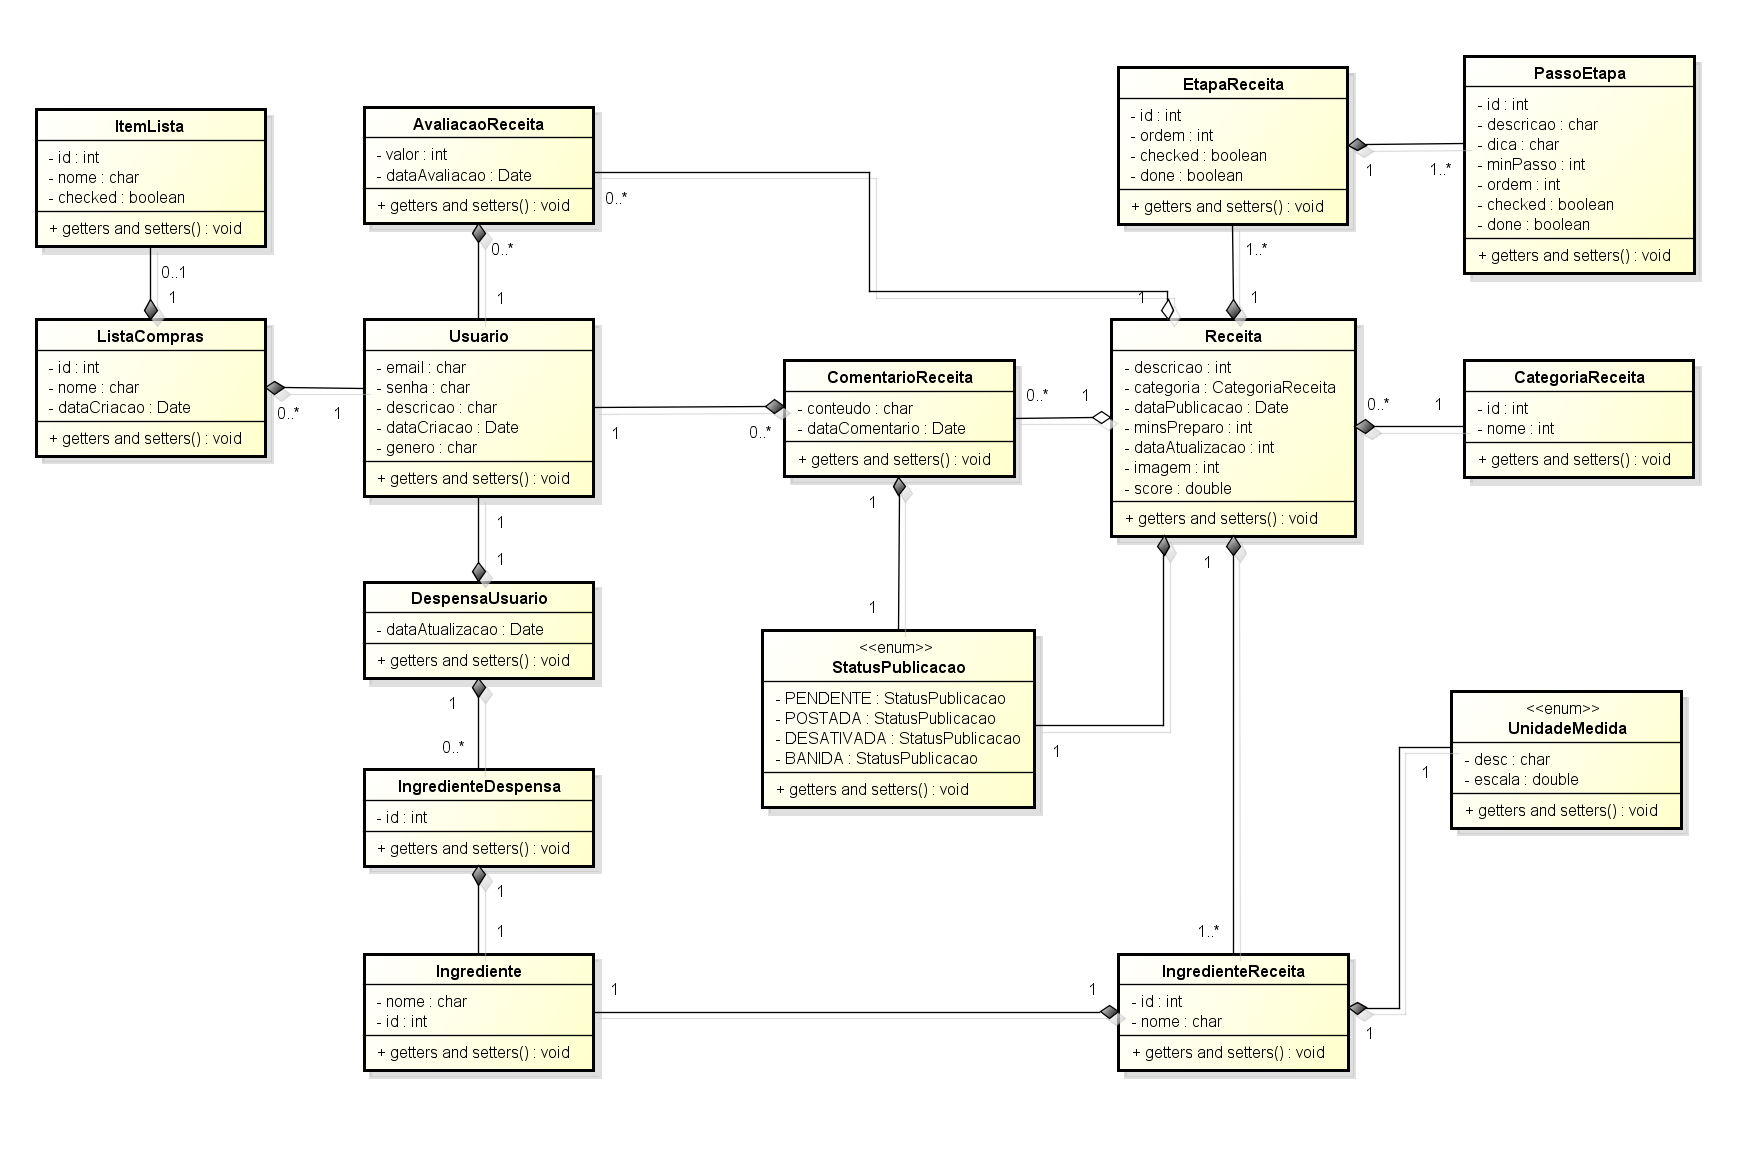 ItemLista
- id : int
- nome : char
- checked : boolean
+ getters and setters() : void
0..1
1
ListaCompras
- id : int
- nome : char
- dataCriacao : Date
+ getters and setters() : void
0..*
1
AvaliacaoReceita
- valor : int
- dataAvaliacao : Date
+ getters and setters() : void
0..*
0..*
1
1
Usuario
- email : char
- senha : char
- descricao : char
- dataCriacao : Date
- genero : char
+ getters and setters() : void
1
0..*
1
1
DespensaUsuario
- dataAtualizacao : Date
+ getters and setters() : void
1
0..*
IngredienteDespensa
- id : int
+ getters and setters() : void
1
1
Ingrediente
- nome : char
- id : int
+ getters and setters() : void
1
1
ComentarioReceita
- conteudo : char
- dataComentario : Date
+ getters and setters() : void
0..*
1
1
1
<<enum>>
StatusPublicacao
- PENDENTE : StatusPublicacao
- POSTADA : StatusPublicacao
- DESATIVADA : StatusPublicacao
- BANIDA : StatusPublicacao
+ getters and setters() : void
1
EtapaReceita
- id : int
- ordem : int
- checked : boolean
- done : boolean
+ getters and setters() : void
1
1..*
1..*
1
PassoEtapa
- id : int
- descricao : char
- dica : char
- minPasso : int
- ordem : int
- checked : boolean
- done : boolean
+ getters and setters() : void
Receita
- descricao : int
- categoria : CategoriaReceita
- dataPublicacao : Date
- minsPreparo : int
- dataAtualizacao : int
- imagem : int
- score : double
+ getters and setters() : void
0..*
1
1
1..*
CategoriaReceita
- id : int
- nome : int
+ getters and setters() : void
<<enum>>
UnidadeMedida
- desc : char
- escala : double
+ getters and setters() : void
1
1
IngredienteReceita
- id : int
- nome : char
+ getters and setters() : void